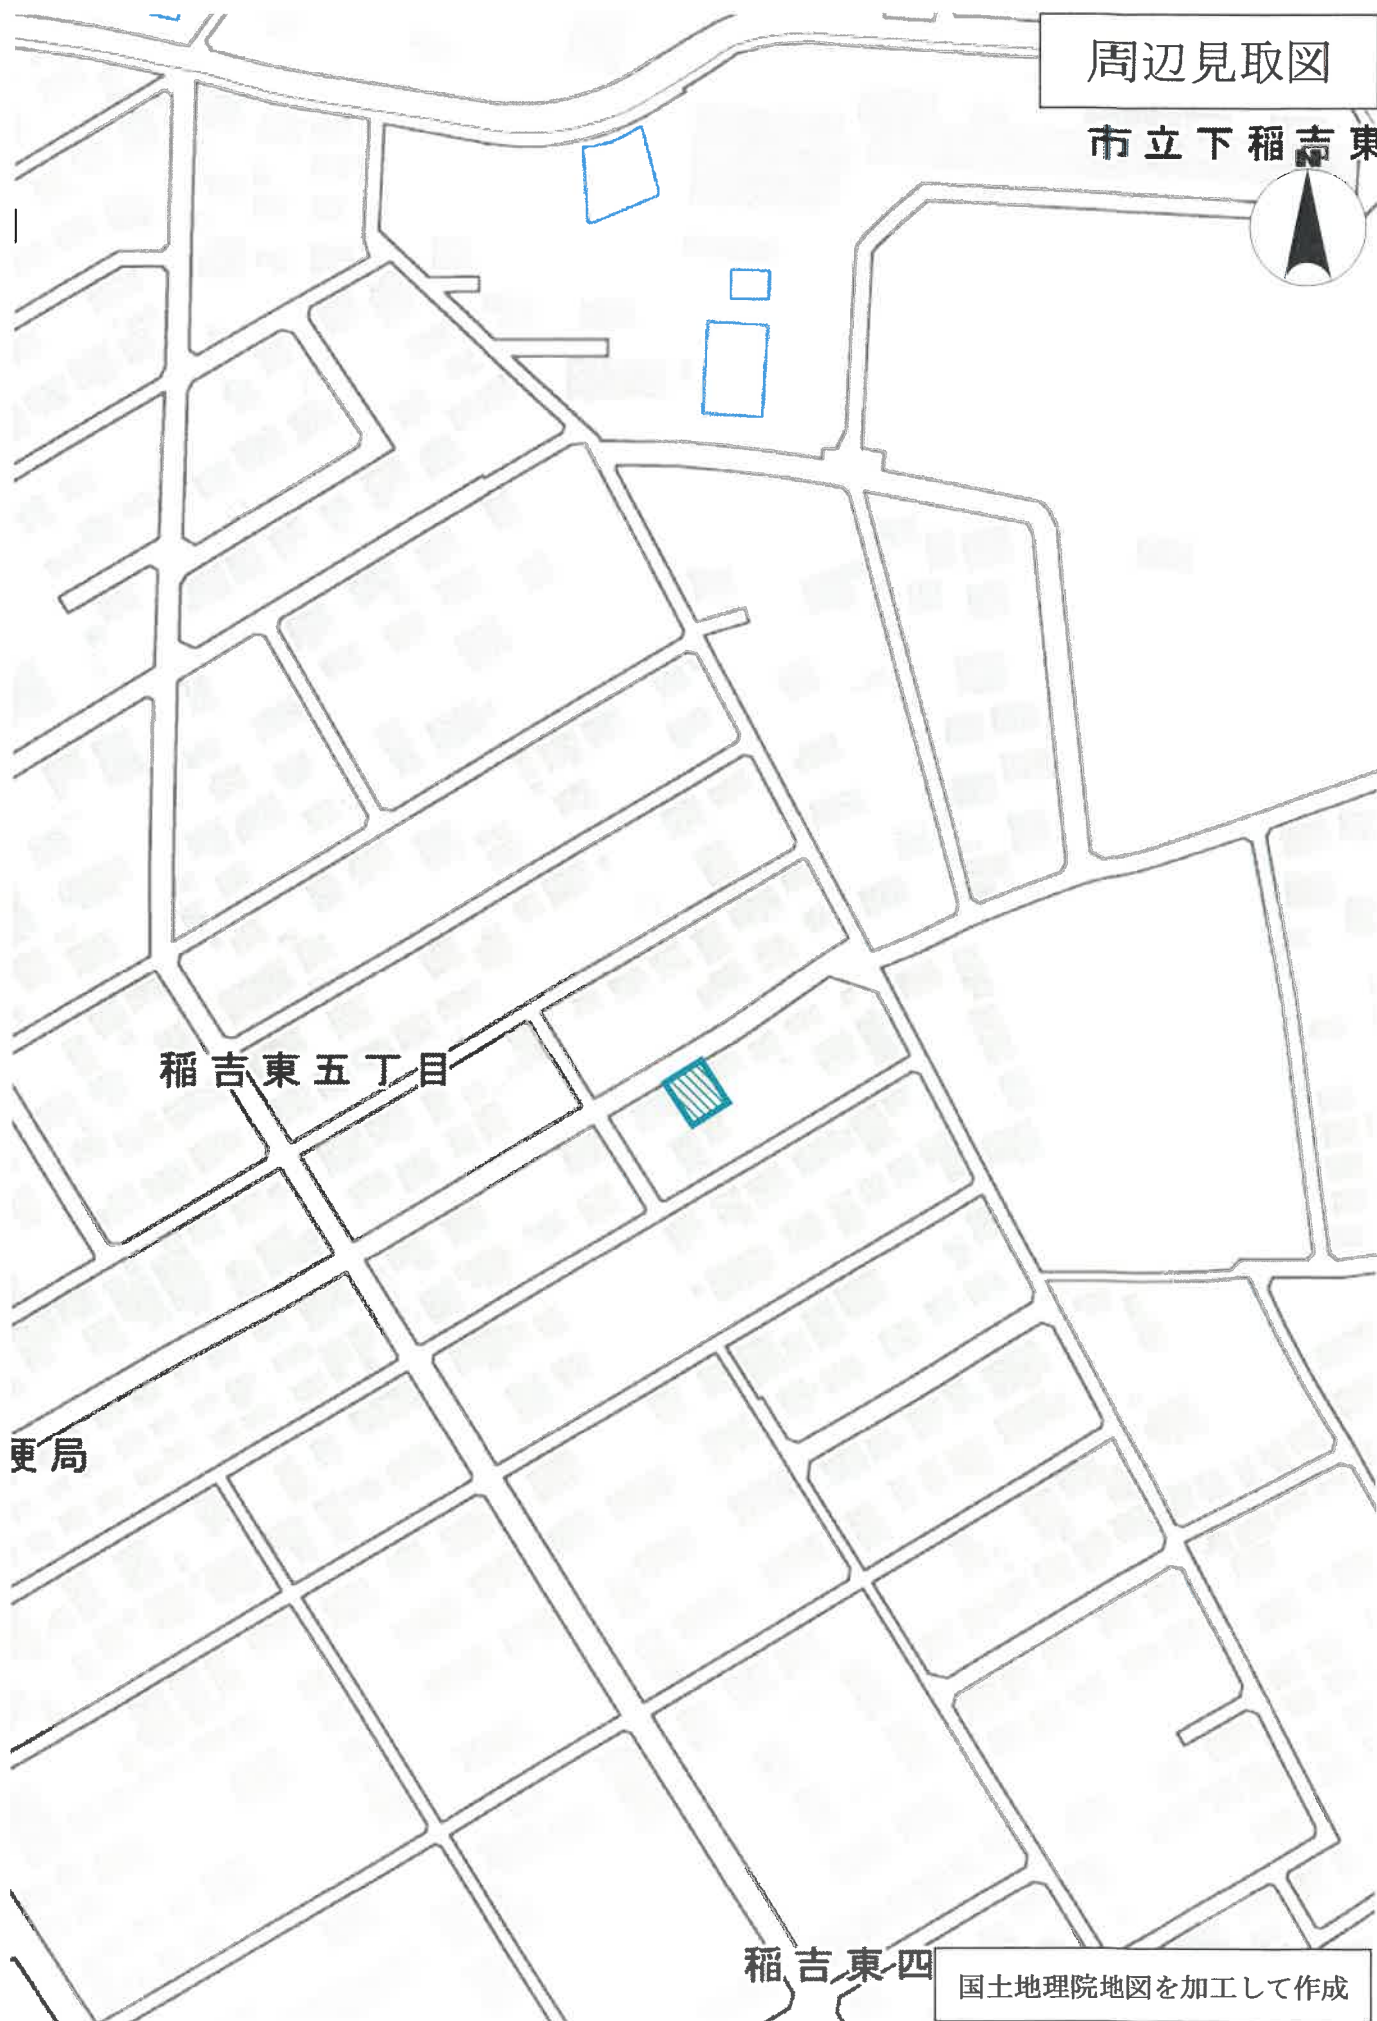 周辺見取図
市立下稲吉東
N
稲吉東五丁目
便局
稲吉東四
国土地理院地図を加工して作成